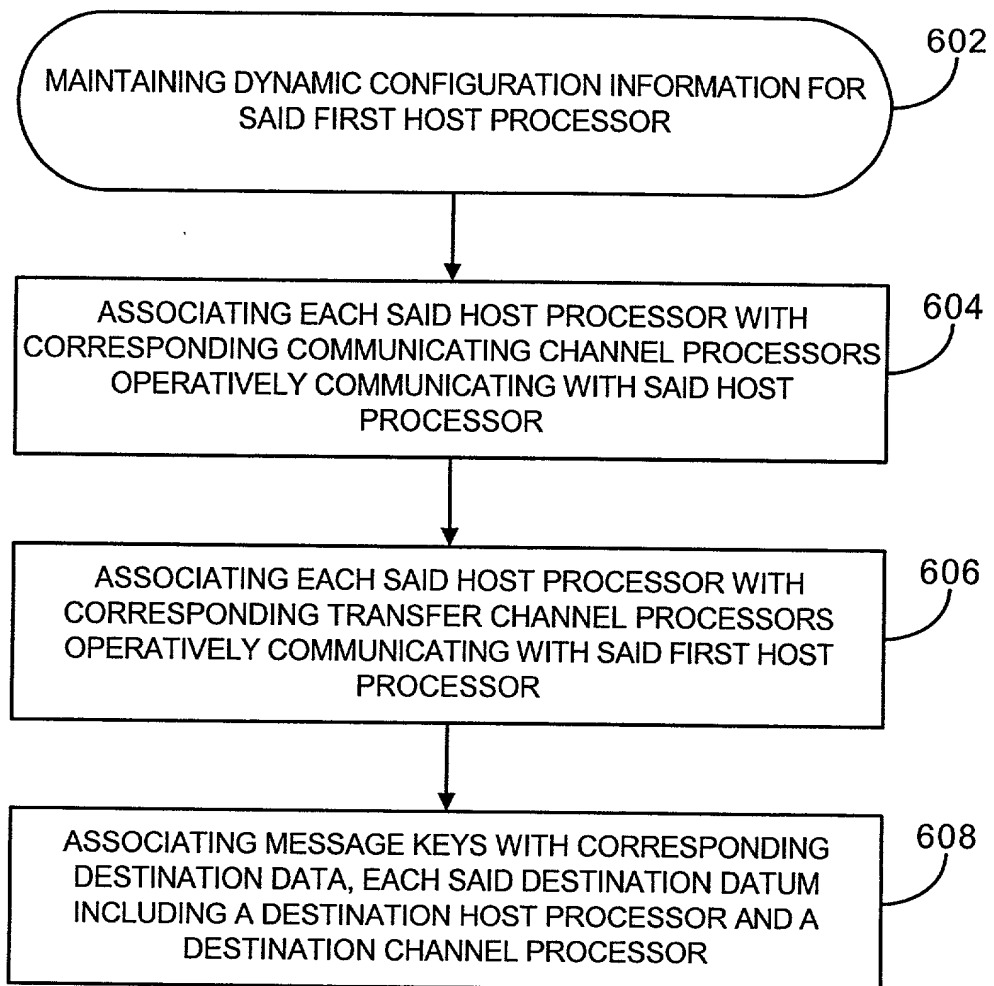 602
MAINTAINING DYNAMIC CONFIGURATION INFORMATION FOR
SAID FIRST HOST PROCESSOR
604
ASSOCIATING EACH SAID HOST PROCESSOR WITH
CORRESPONDING COMMUNICATING CHANNEL PROCESSORS
OPERATIVELY COMMUNICATING WITH SAID HOST
PROCESSOR
606
ASSOCIATING EACH SAID HOST PROCESSOR WITH
CORRESPONDING TRANSFER CHANNEL PROCESSORS
OPERATIVELY COMMUNICATING WITH SAID FIRST HOST
PROCESSOR
608
ASSOCIATING MESSAGE KEYS WITH CORRESPONDING
DESTINATION DATA, EACH SAID DESTINATION DATUM
INCLUDING A DESTINATION HOST PROCESSOR AND A
DESTINATION CHANNEL PROCESSOR